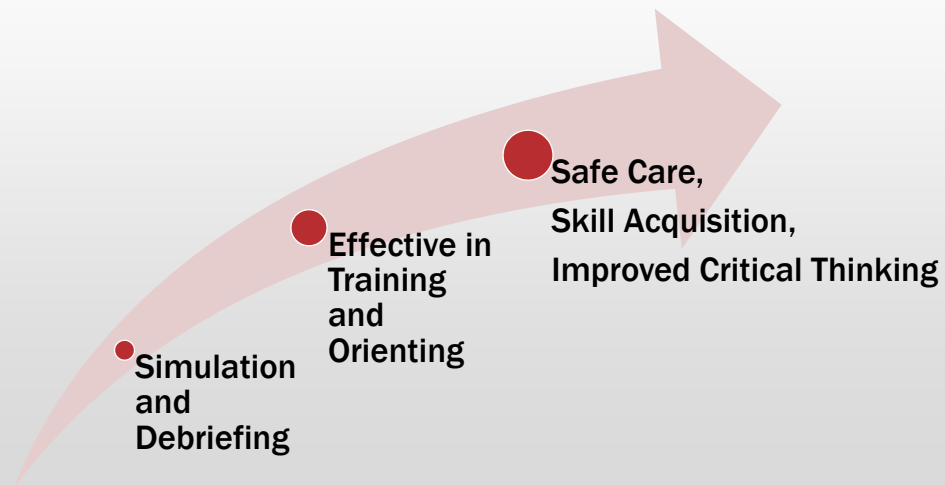 Simulation
and
Debriefing
Effective in
Training
and
Orienting
Safe Care,
Skill Acquisition,
Improved Critical Thinking